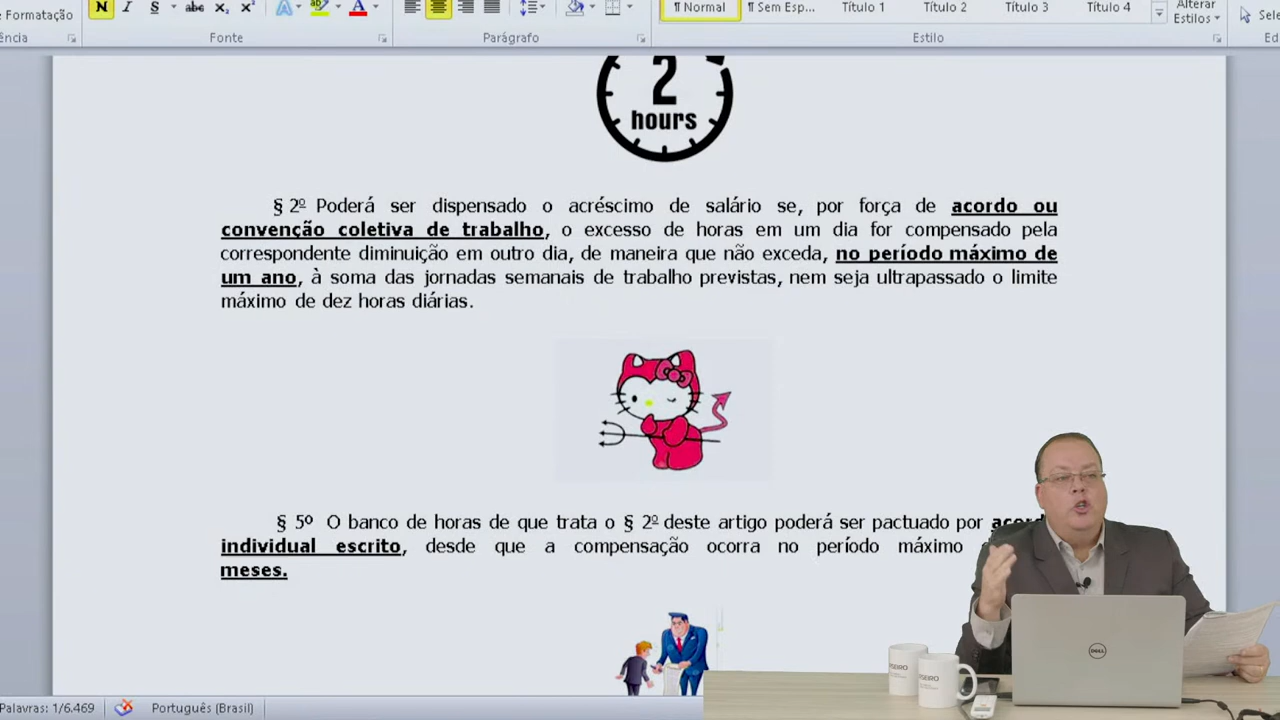 Formatação
N I S abc x₂ x² A ab A
¶ Normal ¶ Sem Esp... Título 1 Título 2 Título 3 Título 4 Alterar
Estilos
Fonte Parágrafo Estilo
2
hours
§ 2º Poderá ser dispensado o acréscimo de salário se, por força de acordo ou
convenção coletiva de trabalho, o excesso de horas em um dia for compensado pela
correspondente diminuição em outro dia, de maneira que não exceda, no período máximo de
um ano, à soma das jornadas semanais de trabalho previstas, nem seja ultrapassado o limite
máximo de dez horas diárias.
§ 5º O banco de horas de que trata o § 2º deste artigo poderá ser pactuado por
individual escrito, desde que a compensação ocorra no período máximo
meses.
DELL
Palavras: 1/6.469 Português (Brasil)